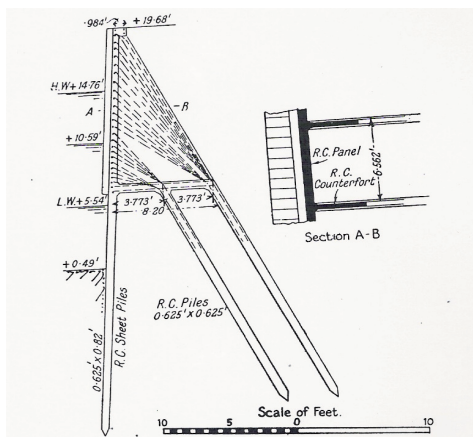 .984' + 19.68'
H.W+14.76'
A B
+10.59'
L.W+5.54'
3.773' 3.773'
8.20
+0.49'
R.C. Sheet Piles
0.625'x0.82'
R.C. Piles
0.625'x0.625'
R.C. Panel
R.C.
Counterfort
6.562'
Section A-B
Scale of Feet.
10 5 0 10